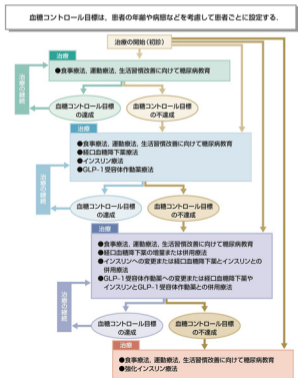 血糖コントロール目標は，患者の年齢や病態などを考慮して患者ごとに設定する．
治療の開始（初診）
治療
●食事療法，運動療法，生活習慣改善に向けて糖尿病教育
治療の継続
血糖コントロール目標
の達成
血糖コントロール目標
の不達成
治療
●食事療法，運動療法，生活習慣改善に向けて糖尿病教育
●経口血糖降下薬療法
●インスリン療法
●GLP-1受容体作動薬療法
治療の継続
血糖コントロール目標
の達成
血糖コントロール目標
の不達成
治療
●食事療法，運動療法，生活習慣改善に向けて糖尿病教育
●経口血糖降下薬の増量または併用療法
●インスリンへの変更または経口血糖降下薬とインスリンとの
併用療法
●GLP-1受容体作動薬への変更または経口血糖降下薬や
インスリンとGLP-1受容体作動薬との併用療法
治療の継続
血糖コントロール目標
の達成
血糖コントロール目標
の不達成
治療
●食事療法，運動療法，生活習慣改善に向けて糖尿病教育
●強化インスリン療法